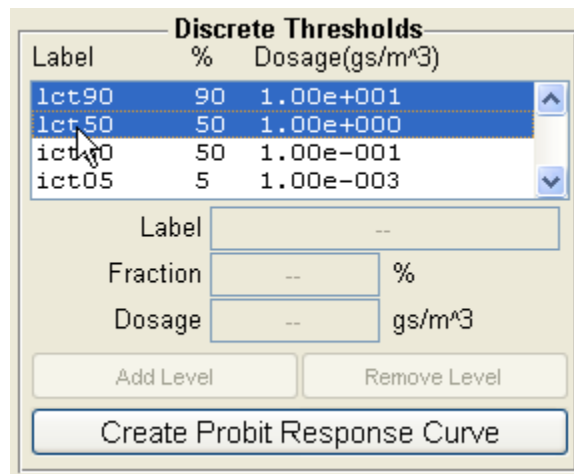 Discrete Thresholds
Label % Dosage(gs/m^3)
lct90 90 1.00e+001
lct50 50 1.00e+000
ict50 50 1.00e-001
ict05 5 1.00e-003
Label --
Fraction -- %
Dosage -- gs/m^3
Add Level Remove Level
Create Probit Response Curve